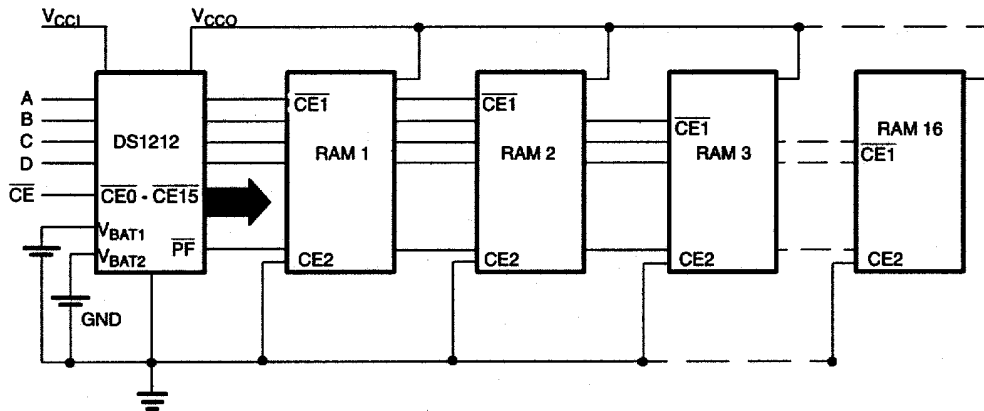 VCCI VCCO
A
B
C
D
CE
DS1212
CE0 - CE15
VBAT1
VBAT2
PF
GND
CE1
RAM 1
CE2
CE1
RAM 2
CE2
CE1
RAM 3
CE2
RAM 16
CE1
CE2